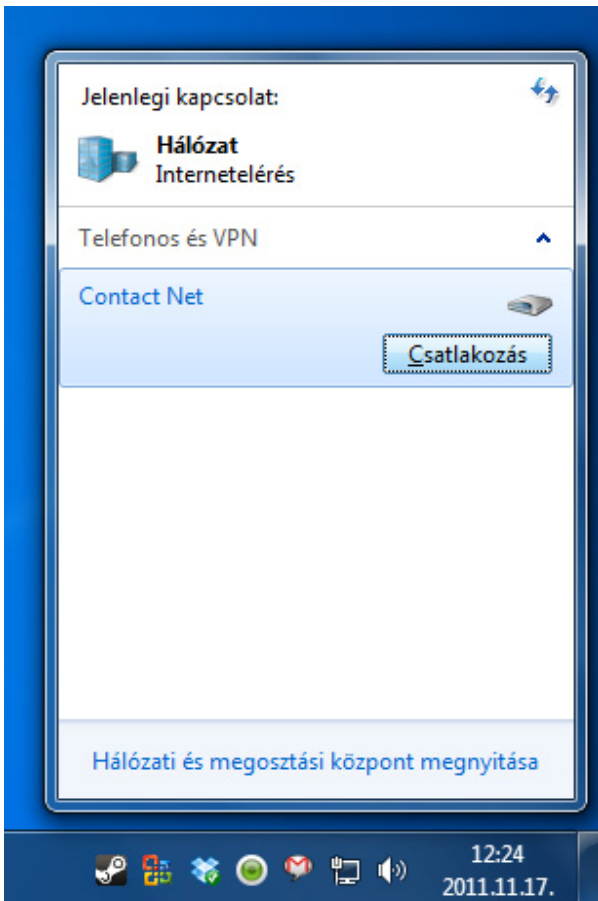 Jelenlegi kapcsolat:
Hálózat
Internetelérés
Telefonos és VPN
Contact Net
Csatlakozás
Hálózati és megosztási központ megnyitása
12:24
2011.11.17.